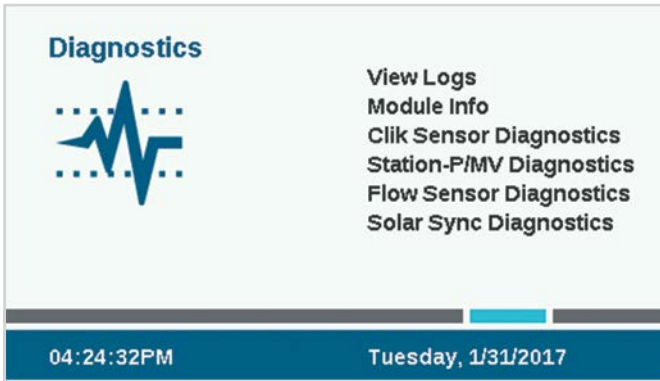 Diagnostics
View Logs
Module Info
Clik Sensor Diagnostics
Station-P/MV Diagnostics
Flow Sensor Diagnostics
Solar Sync Diagnostics
04:24:32PM
Tuesday, 1/31/2017